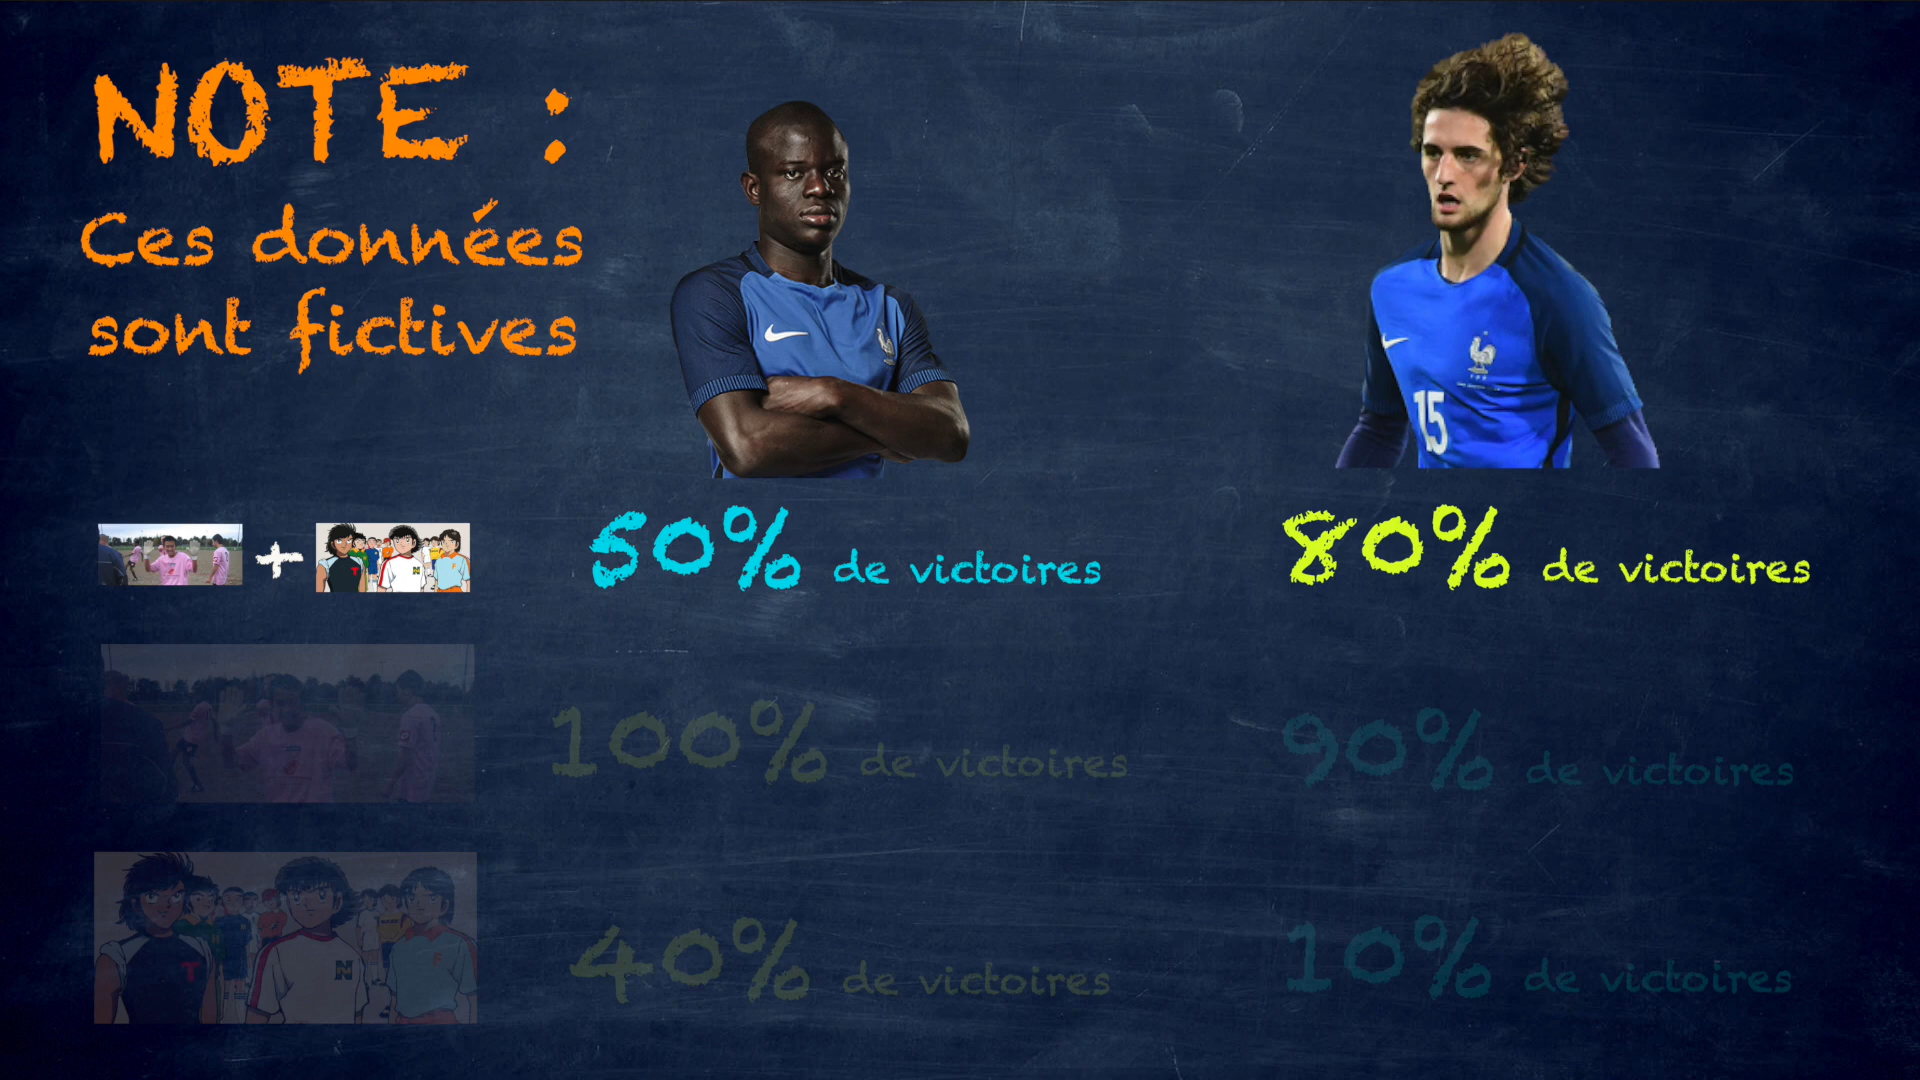 NOTE :
Ces données
sont fictives
15
+
50% de victoires
80% de victoires
100% de victoires
90% de victoires
T
N
F
40% de victoires
10% de victoires